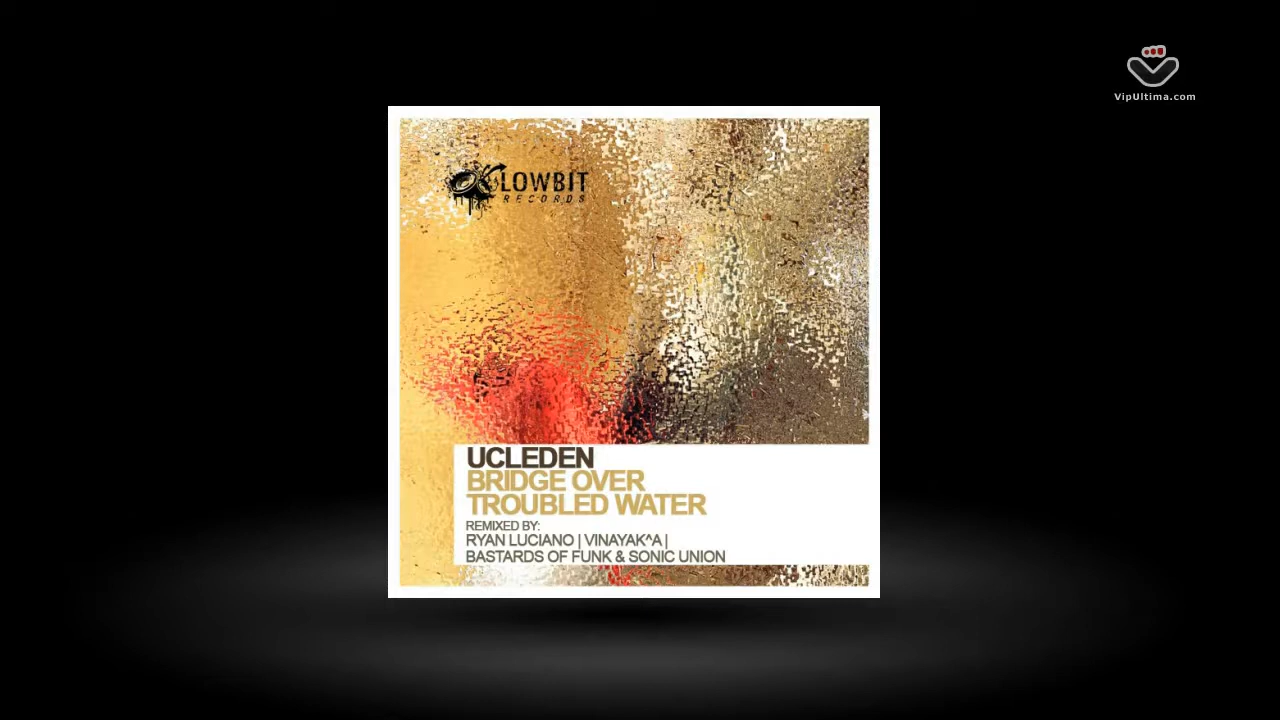 VipUltima.com
LOWBIT
RECORDS
UCLEDEN
BRIDGE OVER
TROUBLED WATER
REMIXED BY:
RYAN LUCIANO | VINAYAK^A |
BASTARDS OF FUNK & SONIC UNION